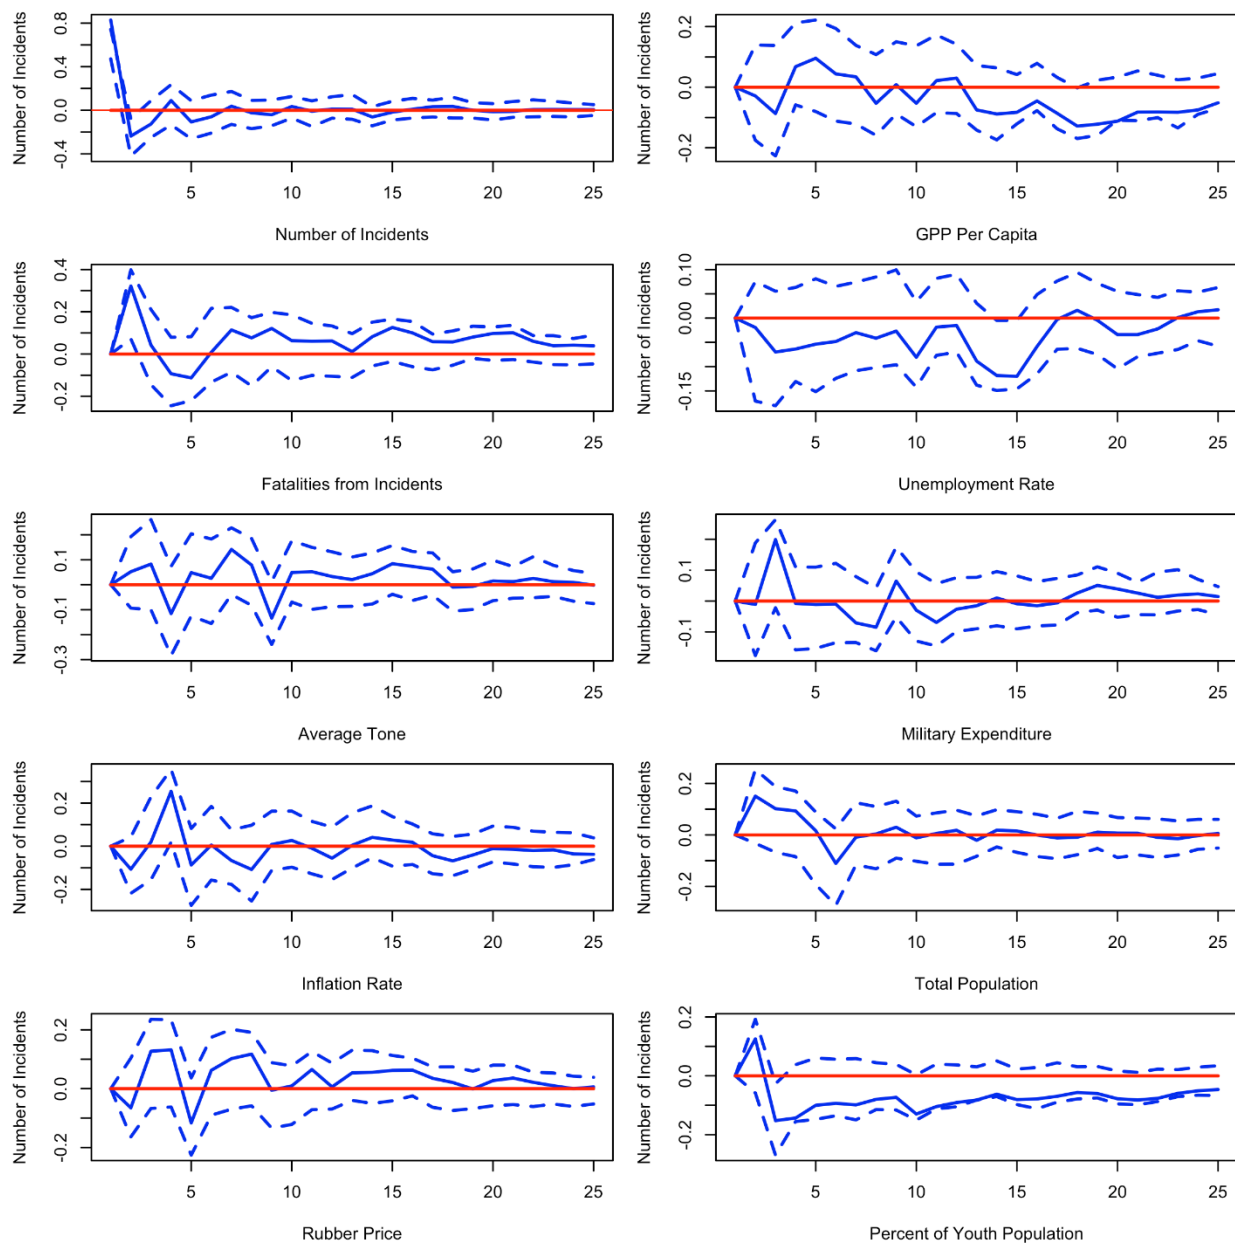 Number of Incidents
0.8
0.4
0.0
-0.4
5 10 15 20 25
Number of Incidents
Number of Incidents
0.2
0.0
-0.2
5 10 15 20 25
GPP Per Capita
Number of Incidents
0.4
0.2
0.0
-0.2
5 10 15 20 25
Fatalities from Incidents
Number of Incidents
0.10
0.00
-0.15
5 10 15 20 25
Unemployment Rate
Number of Incidents
0.1
-0.1
-0.3
5 10 15 20 25
Average Tone
Number of Incidents
0.1
-0.1
5 10 15 20 25
Military Expenditure
Number of Incidents
0.2
0.0
-0.2
5 10 15 20 25
Inflation Rate
Number of Incidents
0.2
0.0
-0.2
5 10 15 20 25
Total Population
Number of Incidents
0.2
0.0
-0.2
5 10 15 20 25
Rubber Price
Number of Incidents
0.2
0.0
-0.2
5 10 15 20 25
Percent of Youth Population